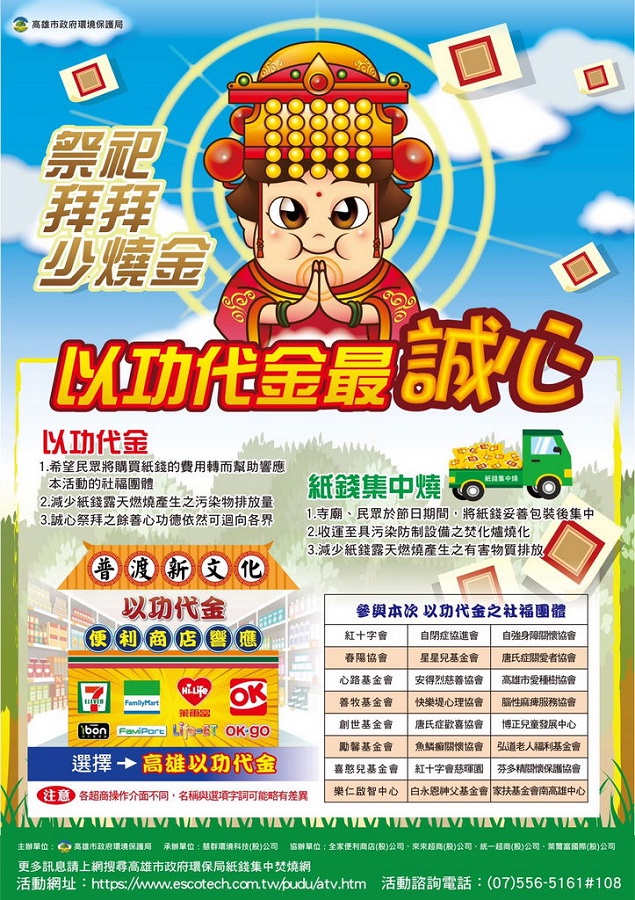 高雄市政府環境保護局
祭祀
拜拜
少燒金
以功代金最誠心
以功代金
1.希望民眾將購買紙錢的費用轉而幫助響應
本活動的社福團體
2.減少紙錢露天燃燒產生之污染物排放量
3.誠心祭拜之餘善心功德依然可迴向各界
紙錢集中燒
紙錢集中燒
1.寺廟、民眾於節日期間，將紙錢妥善包裝後集中
2.收運至具污染防制設備之焚化爐燒化
3.減少紙錢露天燃燒產生之有害物質排放
普渡新文化
以功代金
便利商店響應
7 ELEVEn FamilyMart Hi-Life 萊爾富 OK
ibon FamiPort Life-ET OK·go
選擇→高雄以功代金
注意 各超商操作介面不同，名稱與選項字詞可能略有差異
參與本次 以功代金之社福團體
紅十字會 自閉症協進會 自強身障關懷協會
春陽協會 星星兒基金會 唐氏症關愛者協會
心路基金會 安得烈慈善協會 高雄市愛種樹協會
善牧基金會 快樂堤心理協會 腦性麻痺服務協會
創世基金會 唐氏症歡喜協會 博正兒童發展中心
勵馨基金會 魚鱗癬關懷協會 弘道老人福利基金會
喜憨兒基金會 紅十字會慈暉園 芬多精關懷保護協會
樂仁啟智中心 白永恩神父基金會 家扶基金會南高雄中心
主辦單位：高雄市政府環境保護局 承辦單位：慧群環境科技(股)公司 協辦單位：全家便利商店(股)公司、來來超商(股)公司、統一超商(股)公司、萊爾富國際(股)公司
更多訊息請上網搜尋高雄市政府環保局紙錢集中焚燒網
活動網址：https://www.escotech.com.tw/pudu/atv.htm 活動諮詢電話：(07)556-5161#108